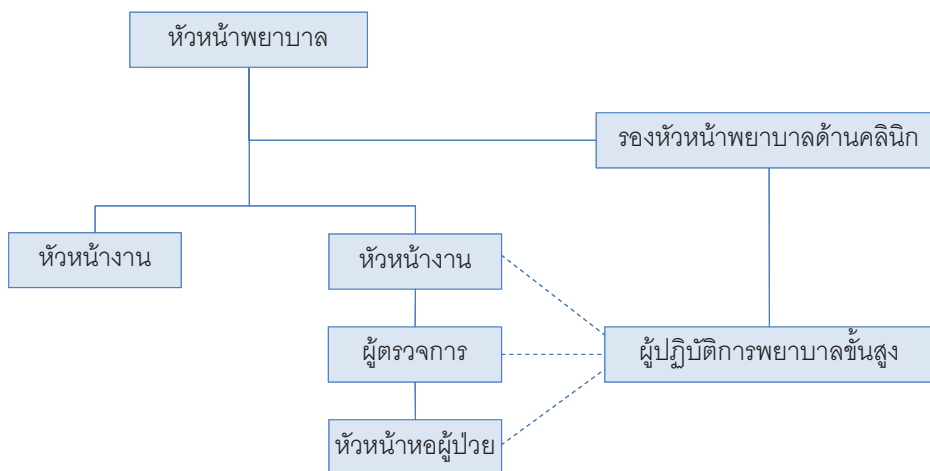 หัวหน้าพยาบาล
รองหัวหน้าพยาบาลด้านคลินิก
หัวหน้างาน
หัวหน้างาน
ผู้ตรวจการ
ผู้ปฏิบัติการพยาบาลขั้นสูง
หัวหน้าหอผู้ป่วย